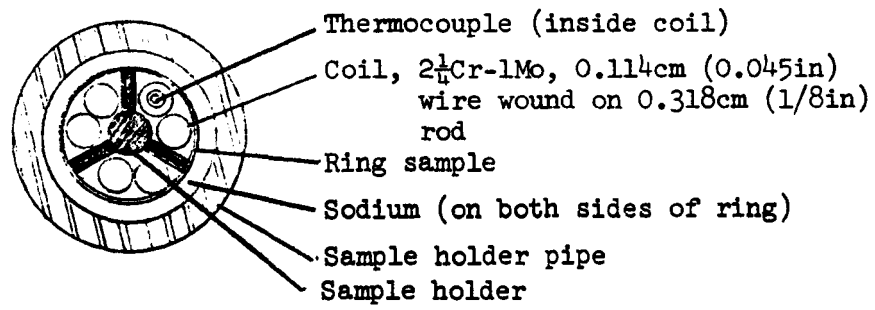 Thermocouple (inside coil)
Coil, 2¼Cr-1Mo, 0.114cm (0.045in)
wire wound on 0.318cm (1/8in)
rod
Ring sample
Sodium (on both sides of ring)
Sample holder pipe
Sample holder